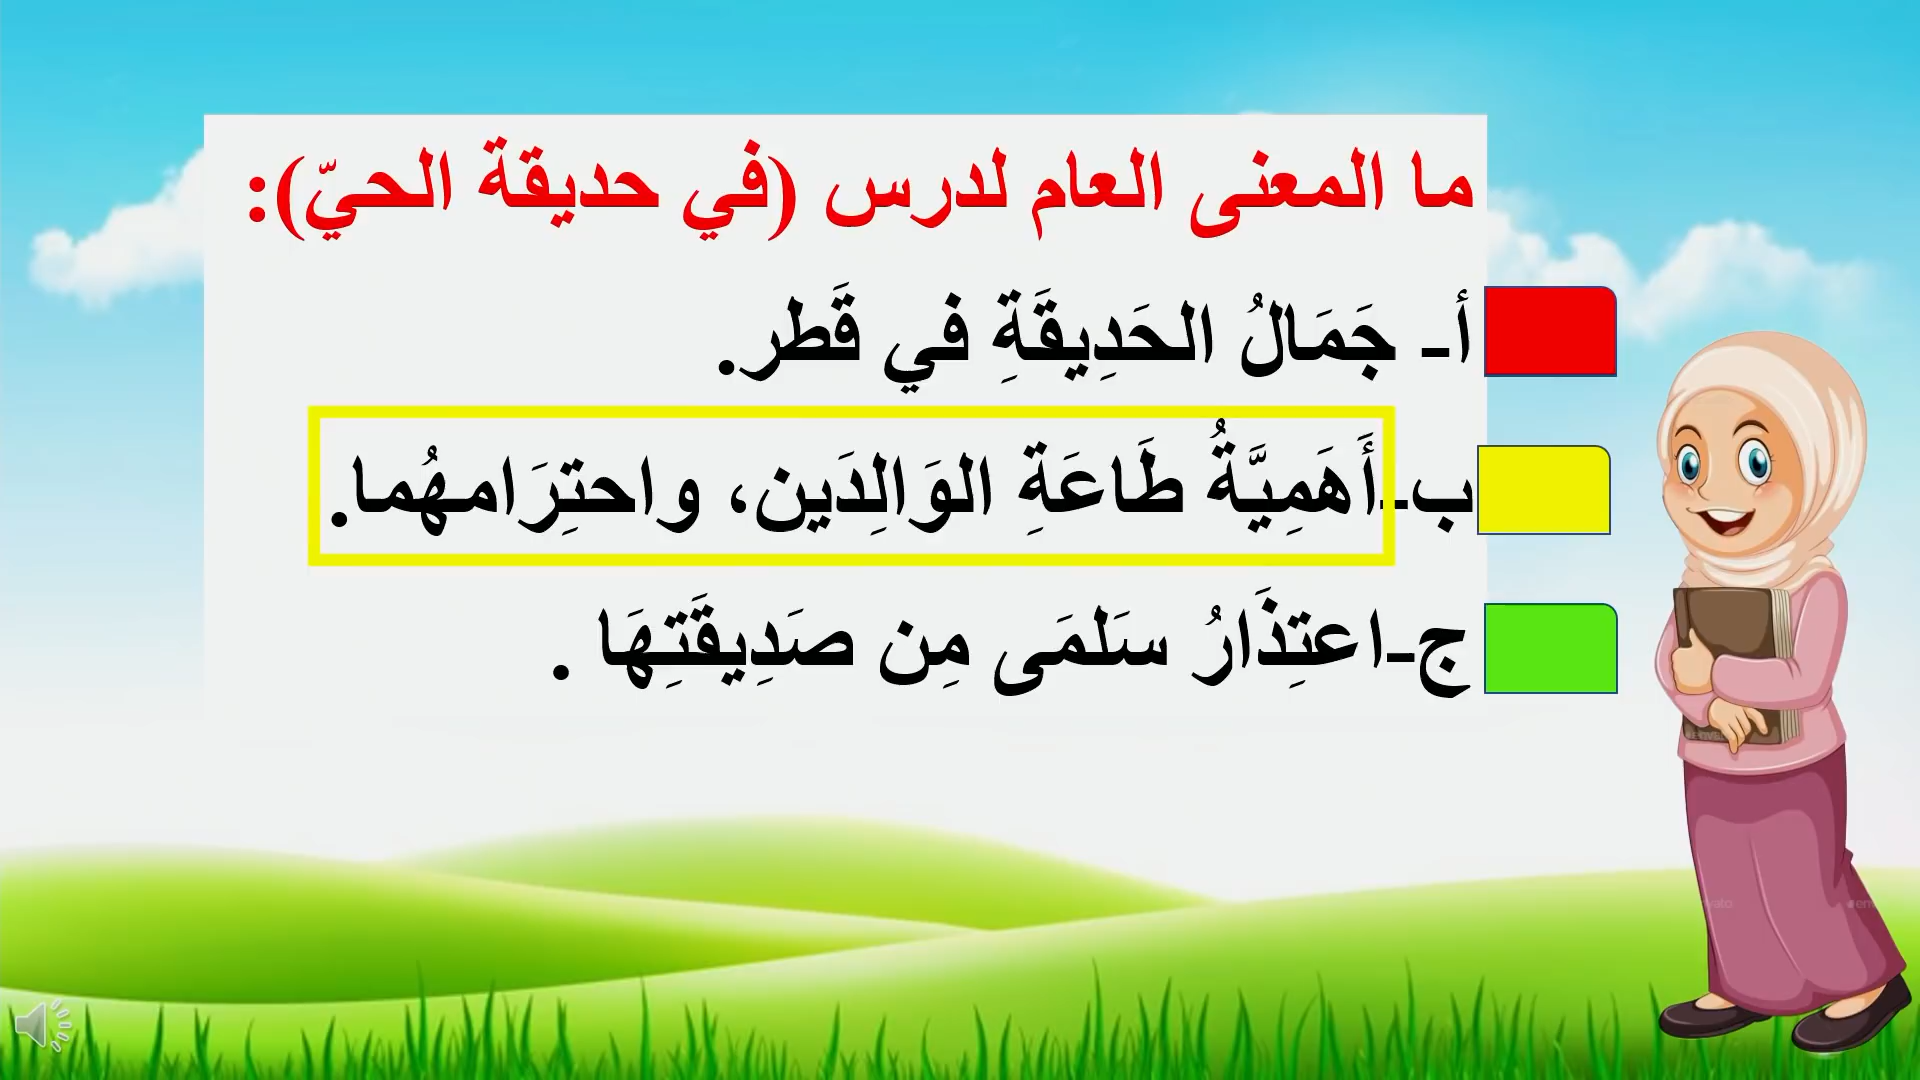 ما المعنى العام لدرس (في حديقة الحيّ):
أ- جَمَالُ الحَدِيقَةِ في قَطر.
ب-أَهَمِيَّةُ طَاعَةِ الوَالِدَين، واحتِرَامهُما.
ج-اعتِذَارُ سَلمَى مِن صَدِيقَتِهَا .